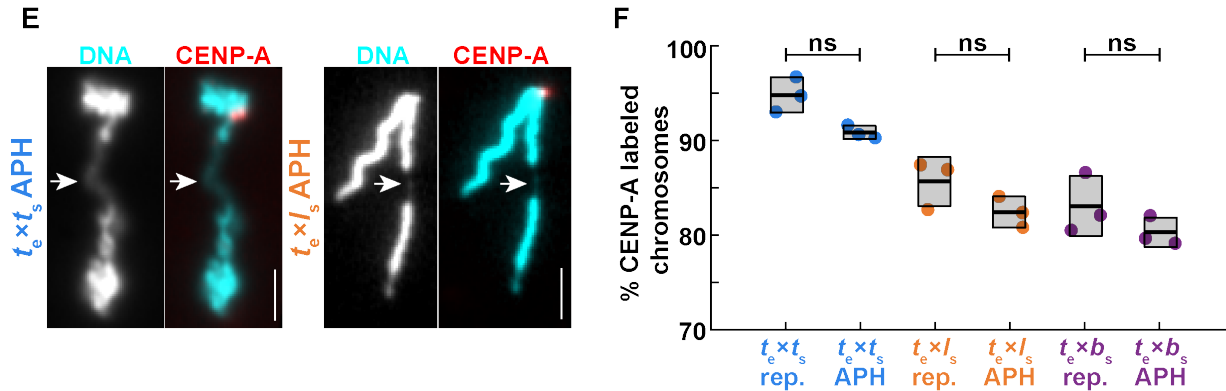 E
DNA CENP-A DNA CENP-A
te×ts APH
te×ls APH
F
% CENP-A labeled
chromosomes
100
90
80
70
ns ns ns
te×ts te×ts te×ls te×ls te×bs te×bs
rep. APH rep. APH rep. APH